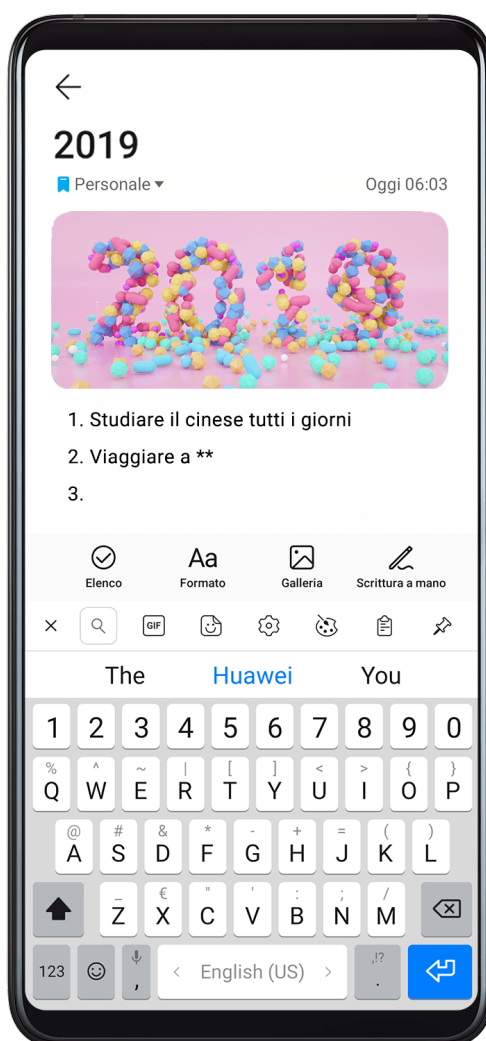 2019
Personale
Oggi 06:03
2019
1. Studiare il cinese tutti i giorni
2. Viaggiare a **
3.
Elenco
Aa
Formato
Galleria
Scrittura a mano
GIF
The Huawei You
1 2 3 4 5 6 7 8 9 0
% ^ ~ | [ ] < > { }
Q W E R T Y U I O P
@ # & * - + = ( )
A S D F G H J K L
_ € " ' : ; /
Z X C V B N M
123 , < English (US) > ,!? .